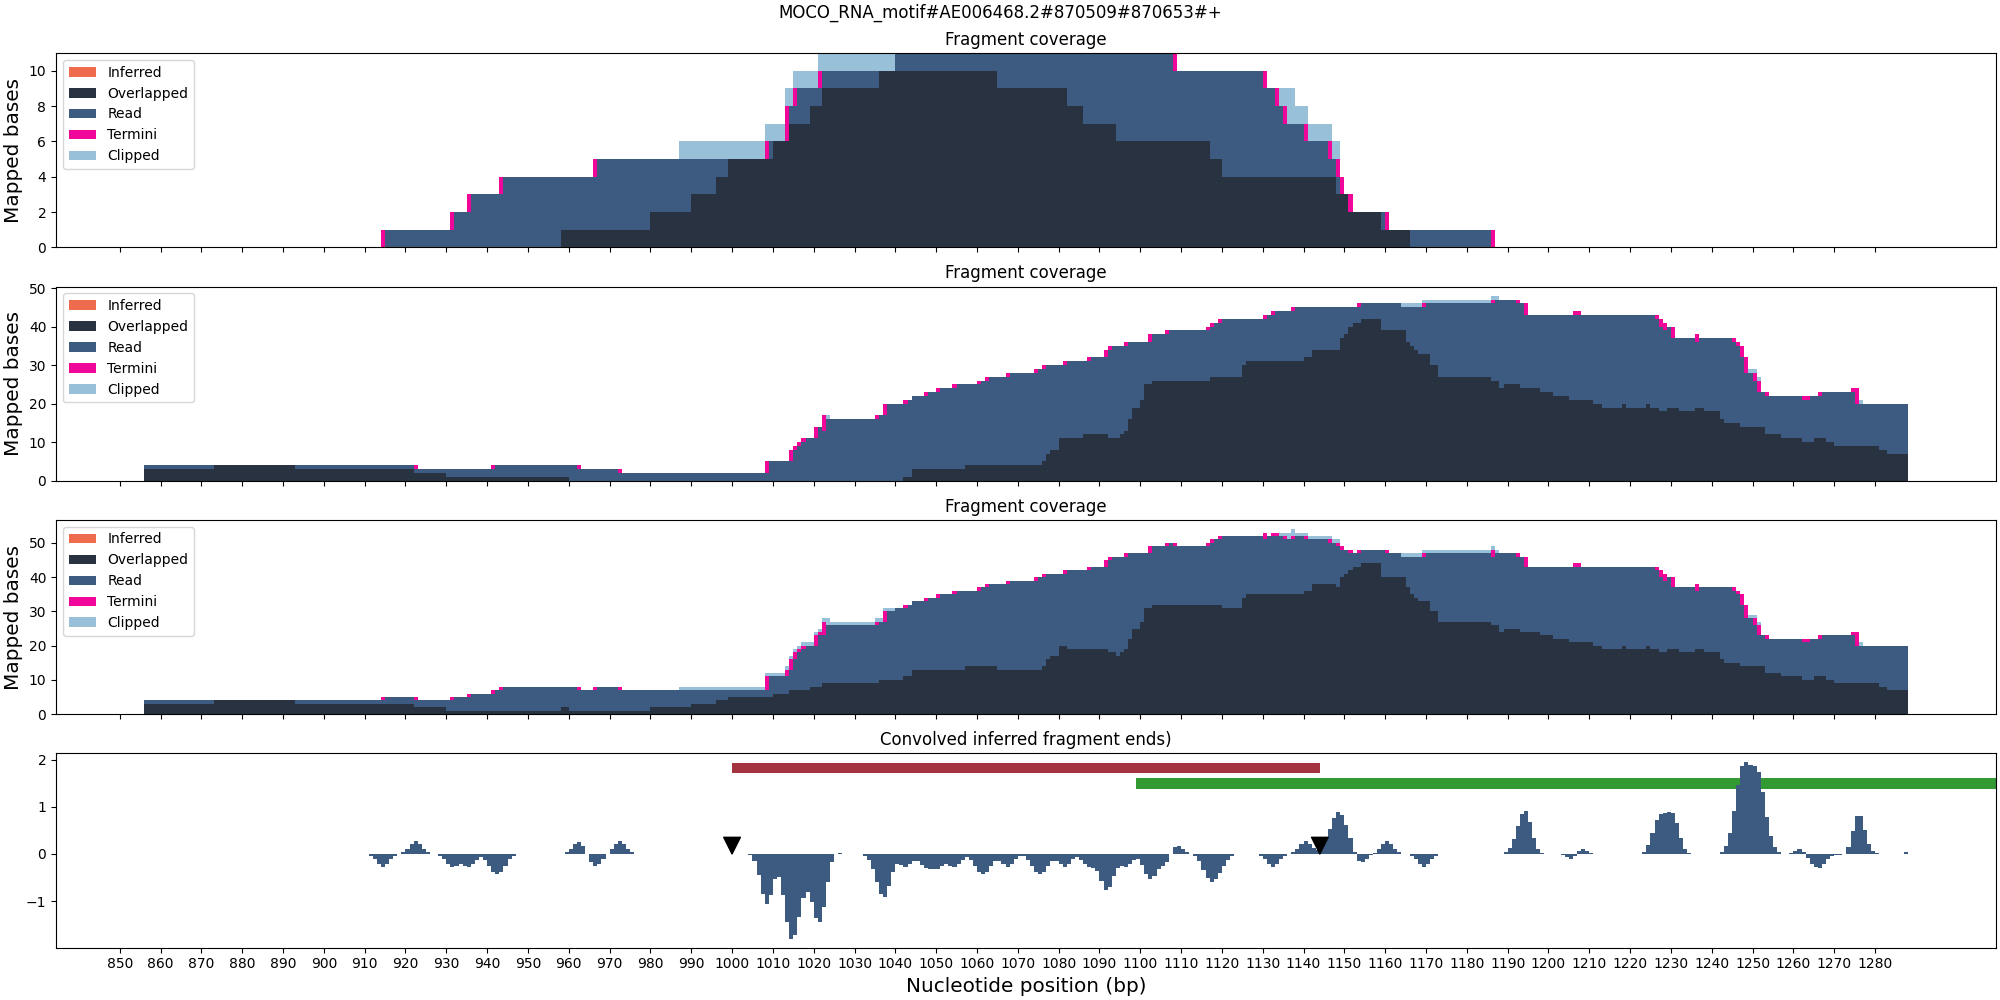 MOCO_RNA_motif#AE006468.2#870509#870653#+
Fragment coverage
Mapped bases
10
8
6
4
2
0
Inferred
Overlapped
Read
Termini
Clipped
Fragment coverage
Mapped bases
50
40
30
20
10
0
Inferred
Overlapped
Read
Termini
Clipped
Fragment coverage
Mapped bases
50
40
30
20
10
0
Inferred
Overlapped
Read
Termini
Clipped
Convolved inferred fragment ends)
2
1
0
−1
850 860 870 880 890 900 910 920 930 940 950 960 970 980 990 1000 1010 1020 1030 1040 1050 1060 1070 1080 1090 1100 1110 1120 1130 1140 1150 1160 1170 1180 1190 1200 1210 1220 1230 1240 1250 1260 1270 1280
Nucleotide position (bp)